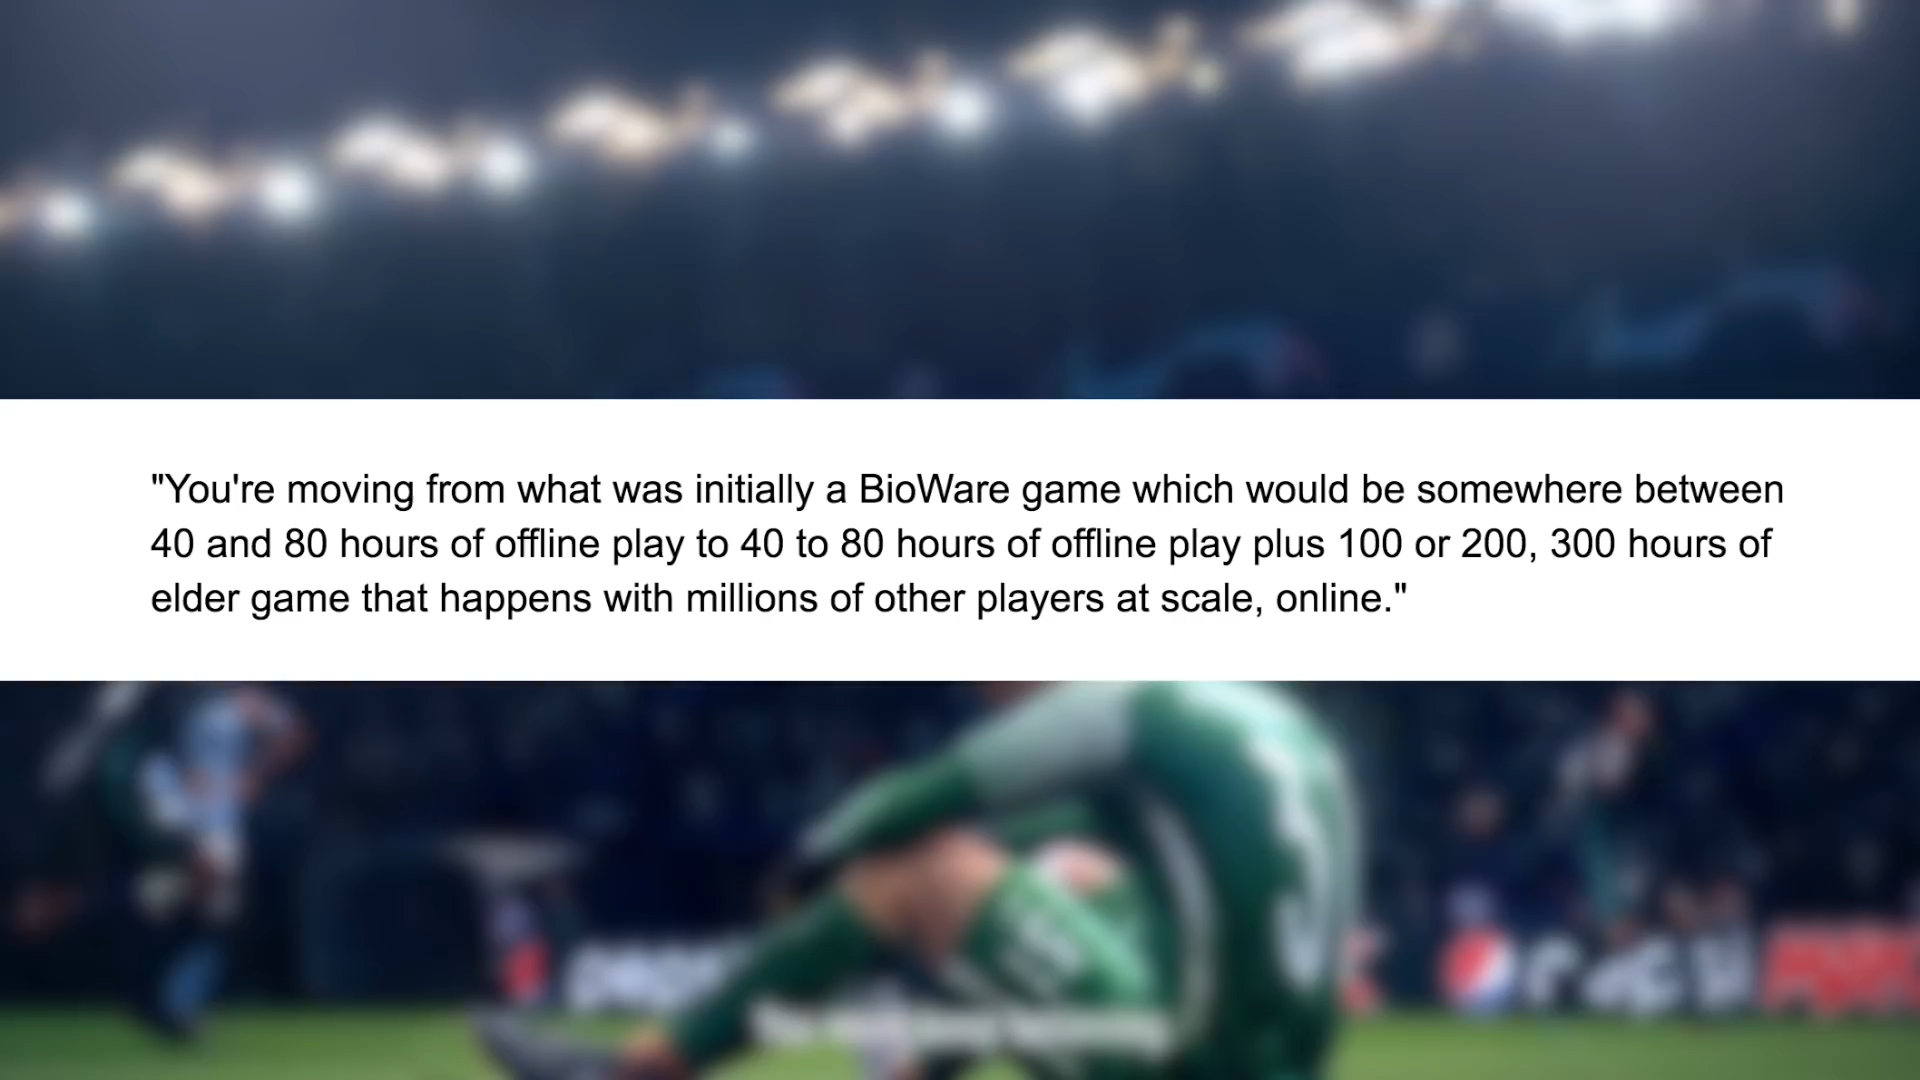 "You're moving from what was initially a BioWare game which would be somewhere between
40 and 80 hours of offline play to 40 to 80 hours of offline play plus 100 or 200, 300 hours of
elder game that happens with millions of other players at scale, online."